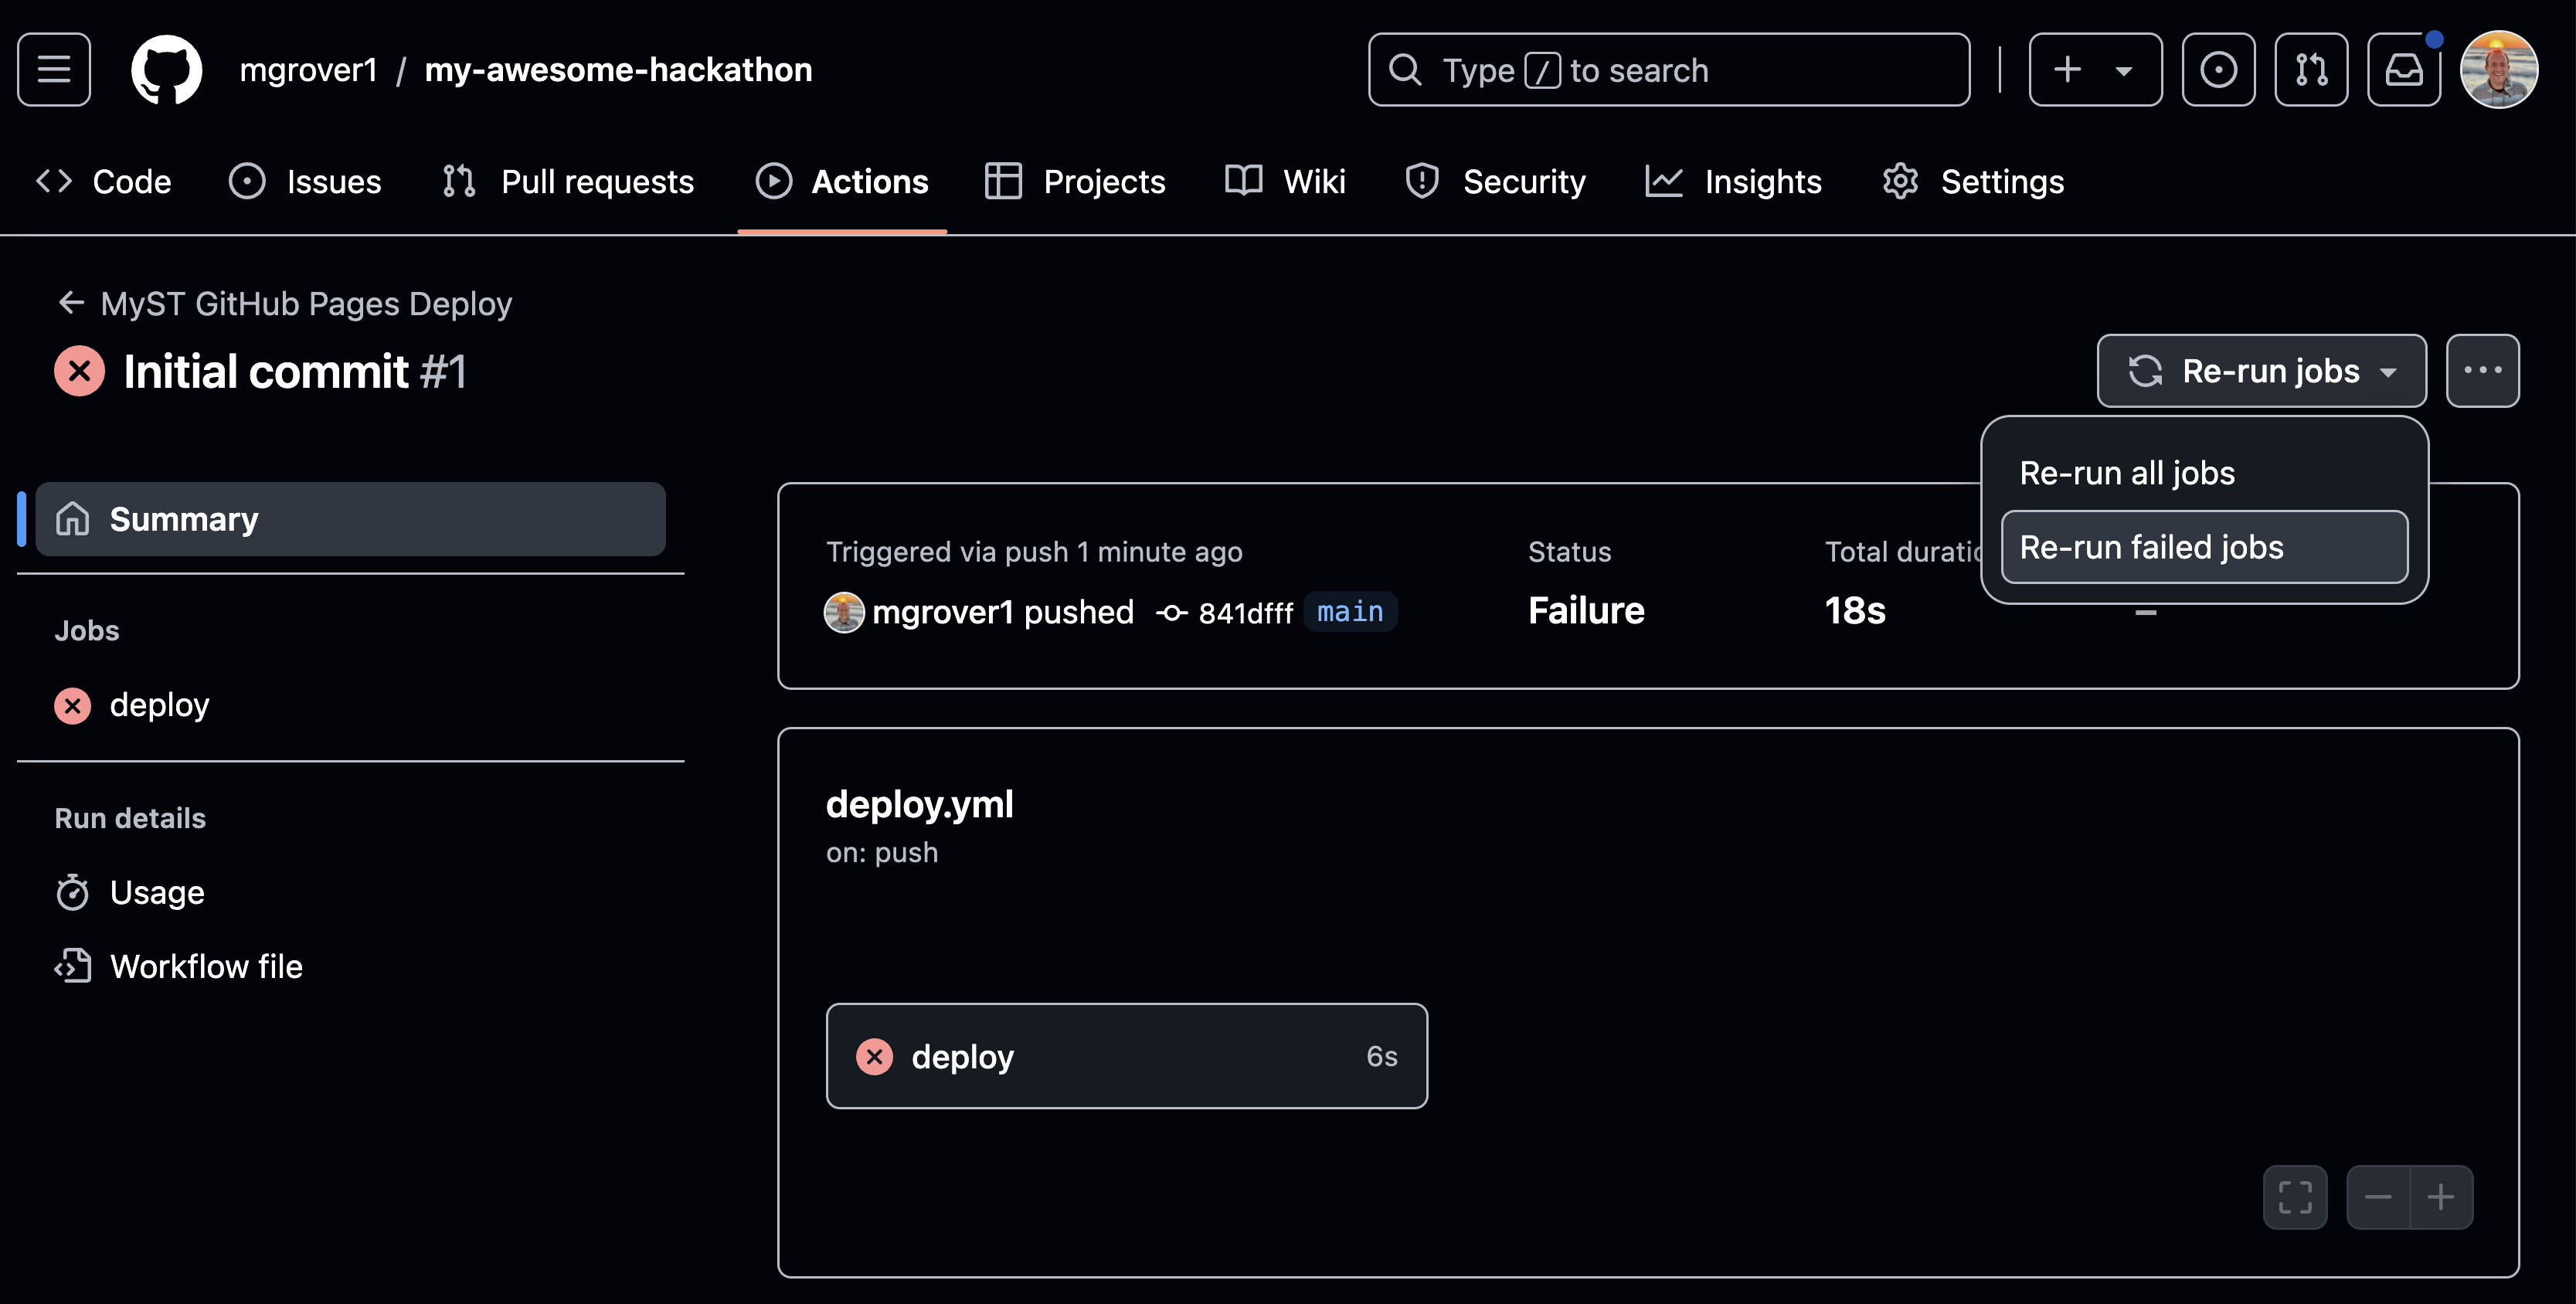 mgrover1 / my-awesome-hackathon
Type / to search
Code Issues Pull requests Actions Projects Wiki Security Insights Settings
← MyST GitHub Pages Deploy
Initial commit #1
Re-run jobs
Re-run all jobs
Re-run failed jobs
Summary
Jobs
deploy
Run details
Usage
Workflow file
Triggered via push 1 minute ago
mgrover1 pushed 841dfff main
Status
Failure
Total duratio
18s
–
deploy.yml
on: push
deploy 6s